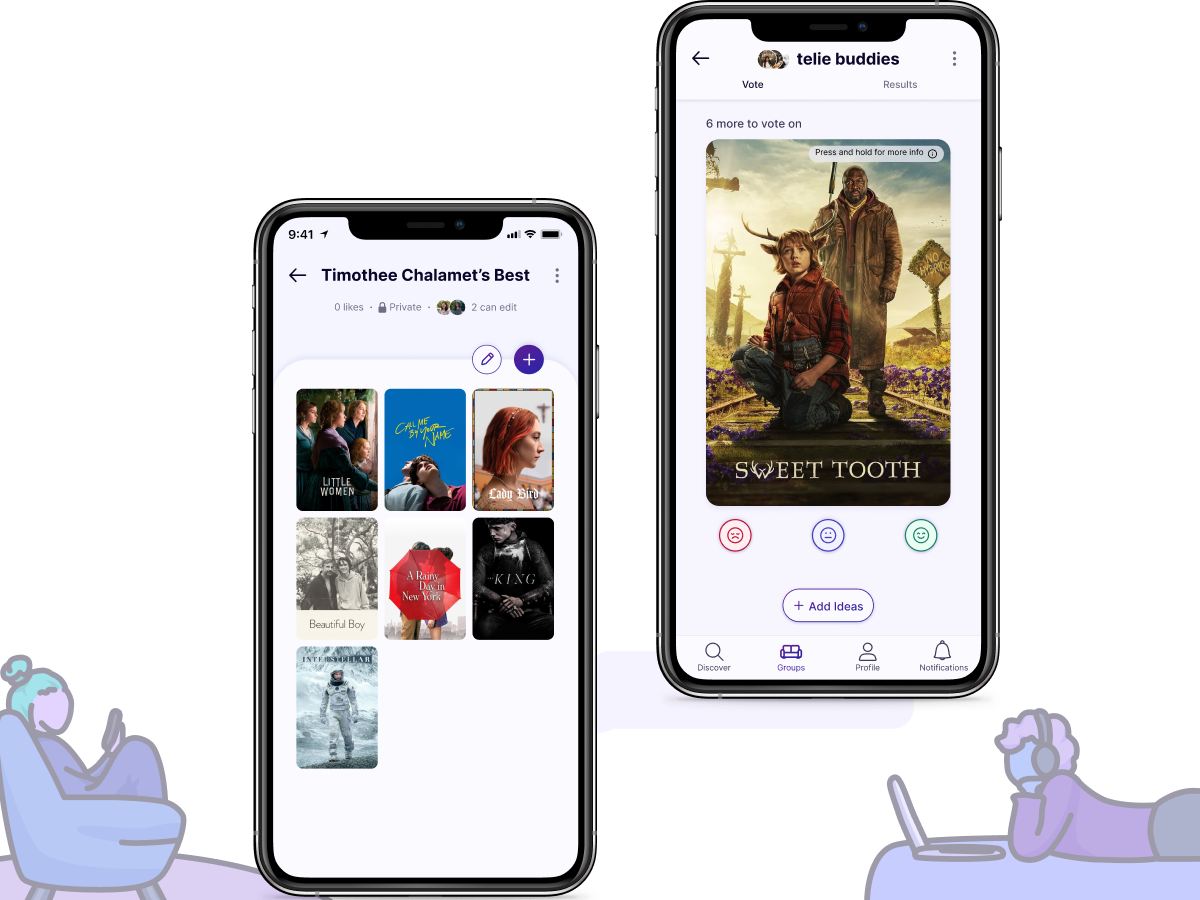 9:41
Timothee Chalamet's Best
0 likes · Private · 2 can edit
LITTLE
WOMEN
CALL ME
BY YOUR
NAME
Lady Bird
Beautiful Boy
A Rainy
Day in
New York
THE KING
INTERSTELLAR
telie buddies
Vote
Results
6 more to vote on
Press and hold for more info
NO
HYBRIDS
SWEET TOOTH
+ Add Ideas
Discover
Groups
Profile
Notifications